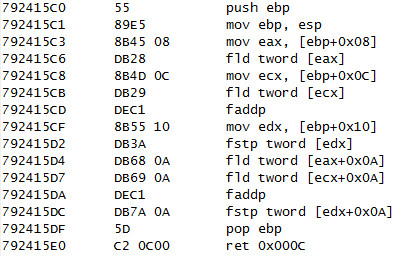 792415C0 55 push ebp
792415C1 89E5 mov ebp, esp
792415C3 8B45 08 mov eax, [ebp+0x08]
792415C6 DB28 fld tword [eax]
792415C8 8B4D 0C mov ecx, [ebp+0x0C]
792415CB DB29 fld tword [ecx]
792415CD DEC1 faddp
792415CF 8B55 10 mov edx, [ebp+0x10]
792415D2 DB3A fstp tword [edx]
792415D4 DB68 0A fld tword [eax+0x0A]
792415D7 DB69 0A fld tword [ecx+0x0A]
792415DA DEC1 faddp
792415DC DB7A 0A fstp tword [edx+0x0A]
792415DF 5D pop ebp
792415E0 C2 0C00 ret 0x000C